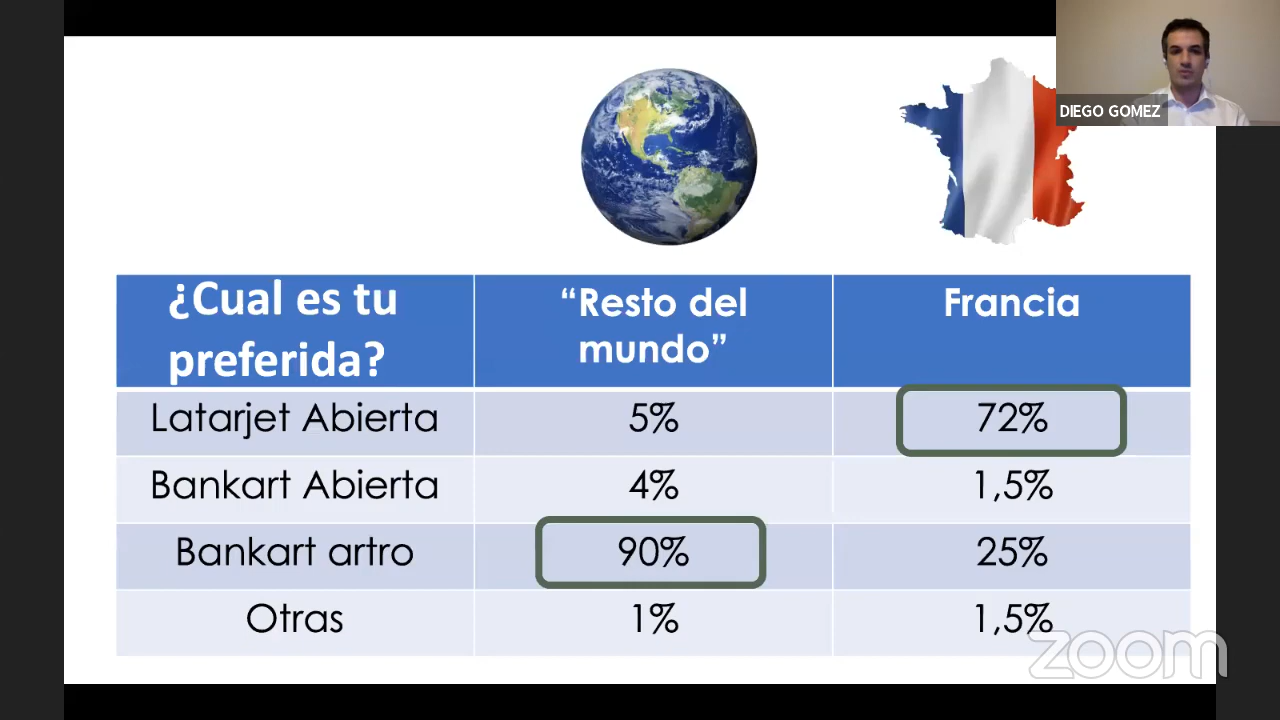 DIEGO GOMEZ
¿Cual es tu
preferida?
“Resto del
mundo”
Francia
Latarjet Abierta
5%
72%
Bankart Abierta
4%
1,5%
Bankart artro
90%
25%
Otras
1%
1,5%
zoom